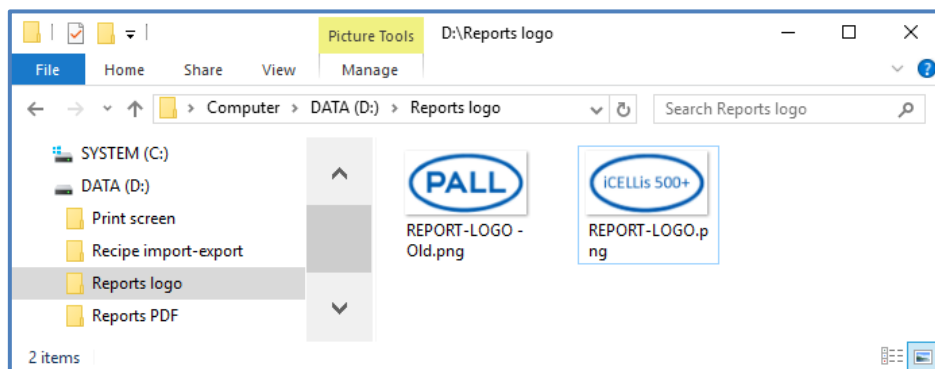 Picture Tools D:\Reports logo
File Home Share View Manage ?
Computer > DATA (D:) > Reports logo Search Reports logo
SYSTEM (C:)
DATA (D:)
Print screen
Recipe import-export
Reports logo
Reports PDF
PALL
REPORT-LOGO -
Old.png
iCELLis 500+
REPORT-LOGO.p
ng
2 items